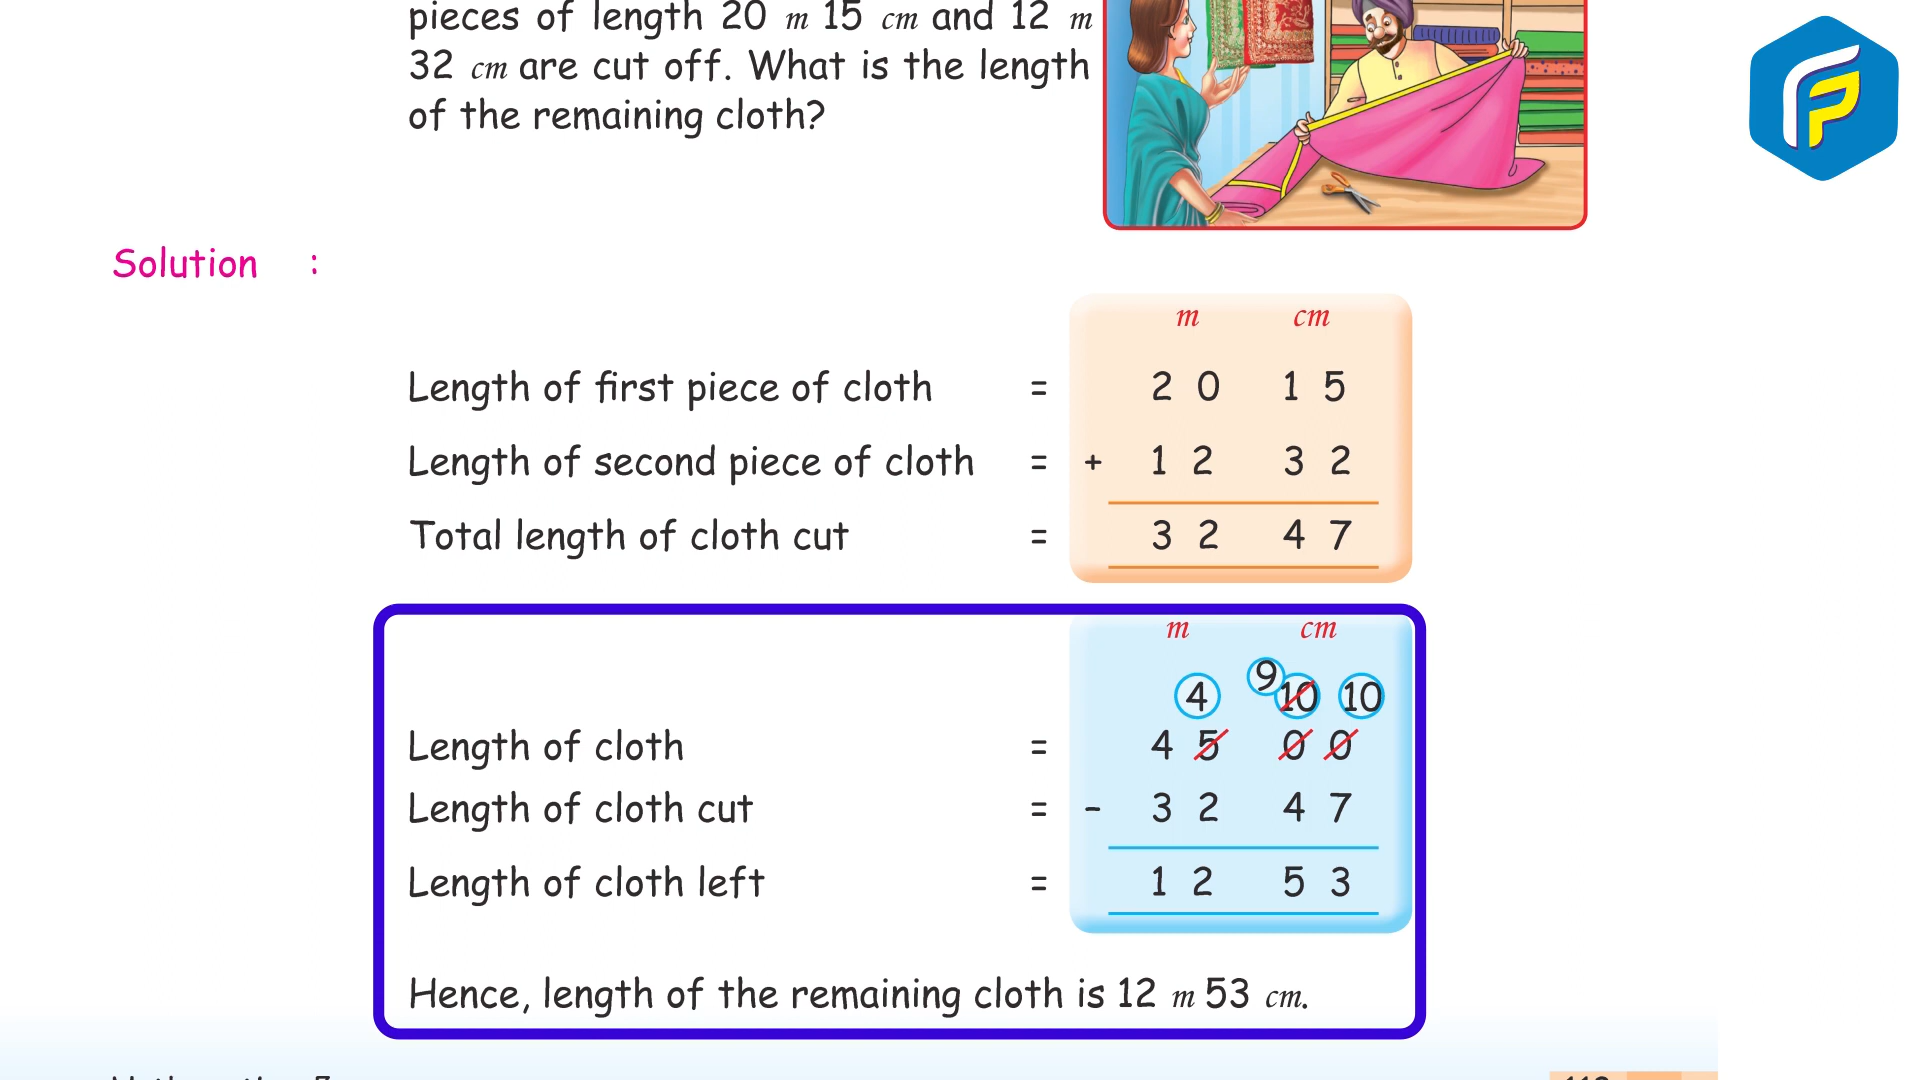 pieces of length 20 m 15 cm and 12 m
32 cm are cut off. What is the length
of the remaining cloth?
Solution :
m cm
Length of first piece of cloth = 2 0 1 5
Length of second piece of cloth = + 1 2 3 2
Total length of cloth cut = 3 2 4 7
m cm
4 9 10 10
Length of cloth = 4 5 0 0
Length of cloth cut = - 3 2 4 7
Length of cloth left = 1 2 5 3
Hence, length of the remaining cloth is 12 m 53 cm.